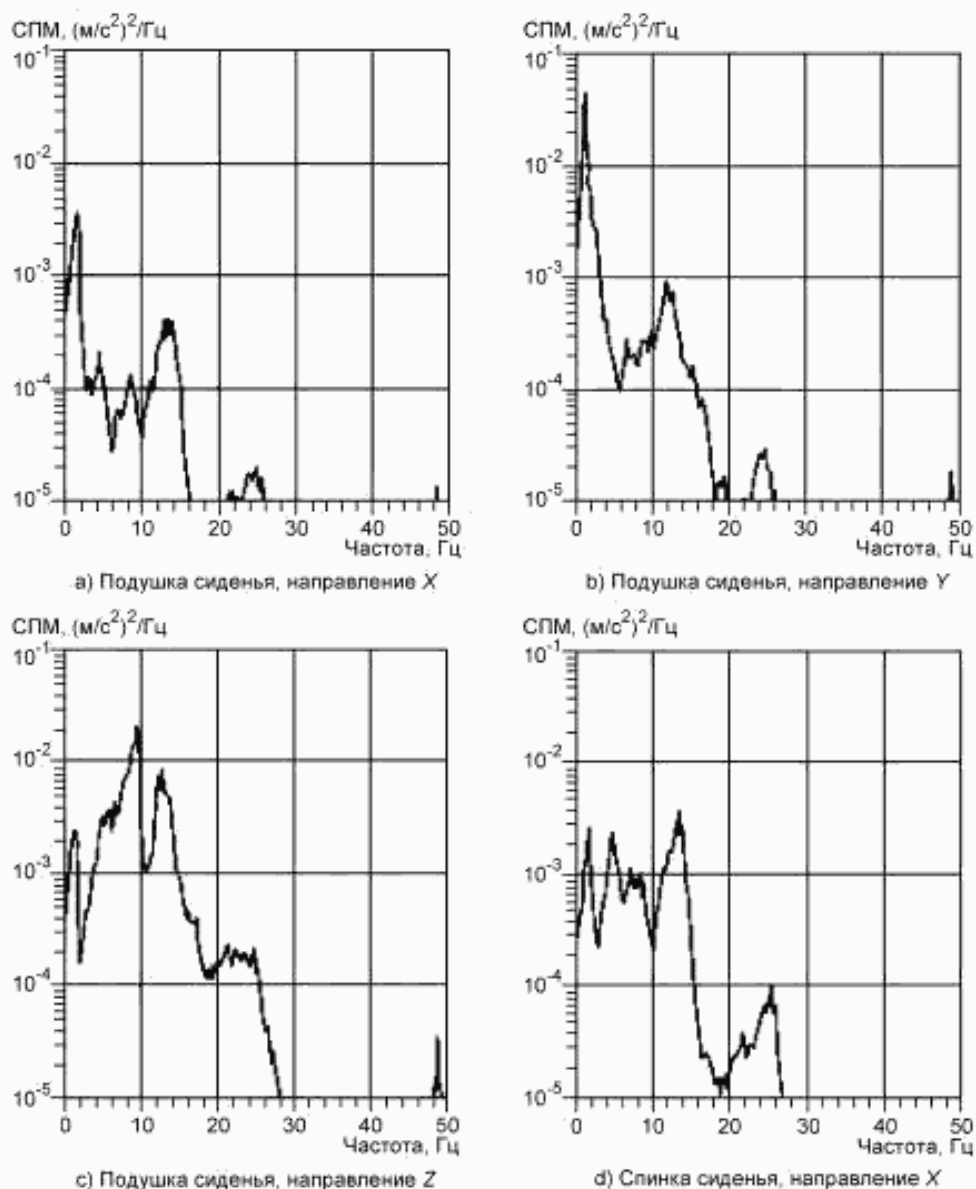 СПМ, (м/с²)²/Гц
10⁻¹
10⁻²
10⁻³
10⁻⁴
10⁻⁵
0 10 20 30 40 50
Частота, Гц
а) Подушка сиденья, направление X
СПМ, (м/с²)²/Гц
10⁻¹
10⁻²
10⁻³
10⁻⁴
10⁻⁵
0 10 20 30 40 50
Частота, Гц
b) Подушка сиденья, направление Y
СПМ, (м/с²)²/Гц
10⁻¹
10⁻²
10⁻³
10⁻⁴
10⁻⁵
0 10 20 30 40 50
Частота, Гц
c) Подушка сиденья, направление Z
СПМ, (м/с²)²/Гц
10⁻¹
10⁻²
10⁻³
10⁻⁴
10⁻⁵
0 10 20 30 40 50
Частота, Гц
d) Спинка сиденья, направление X